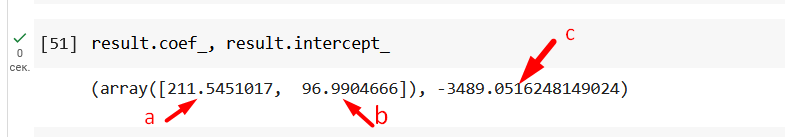 [51] result.coef_, result.intercept_ c
0
сек.
(array([211.5451017, 96.9904666]), -3489.0516248149024)
a b